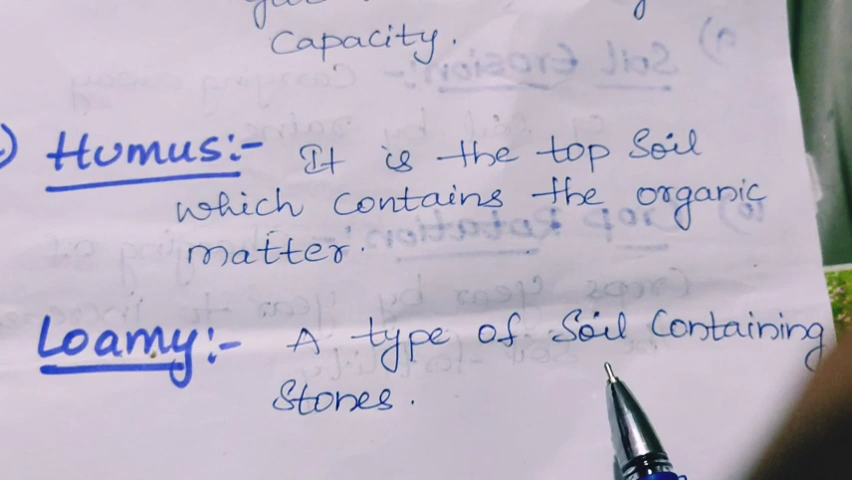 Capacity.
Humus:- It is the top Soil
which contains the organic
matter.
Loamy:- A type of Soil Containing
Stones.